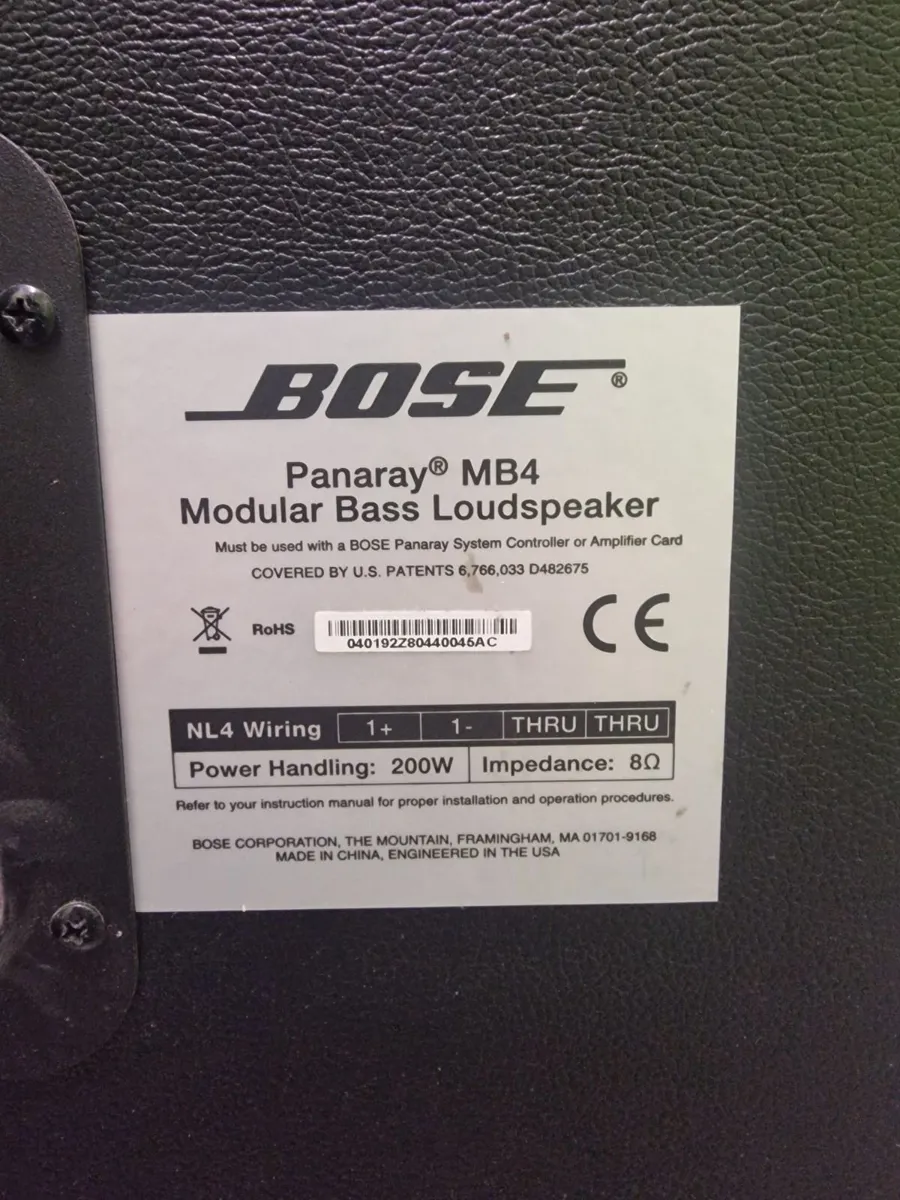 BOSE®
Panaray® MB4
Modular Bass Loudspeaker
Must be used with a BOSE Panaray System Controller or Amplifier Card
COVERED BY U.S. PATENTS 6,766,033 D482675
RoHS
040192Z80440046AC
CE
NL4 Wiring 1+ 1- THRU THRU
Power Handling: 200W Impedance: 8Ω
Refer to your instruction manual for proper installation and operation procedures.
BOSE CORPORATION, THE MOUNTAIN, FRAMINGHAM, MA 01701-9168
MADE IN CHINA, ENGINEERED IN THE USA